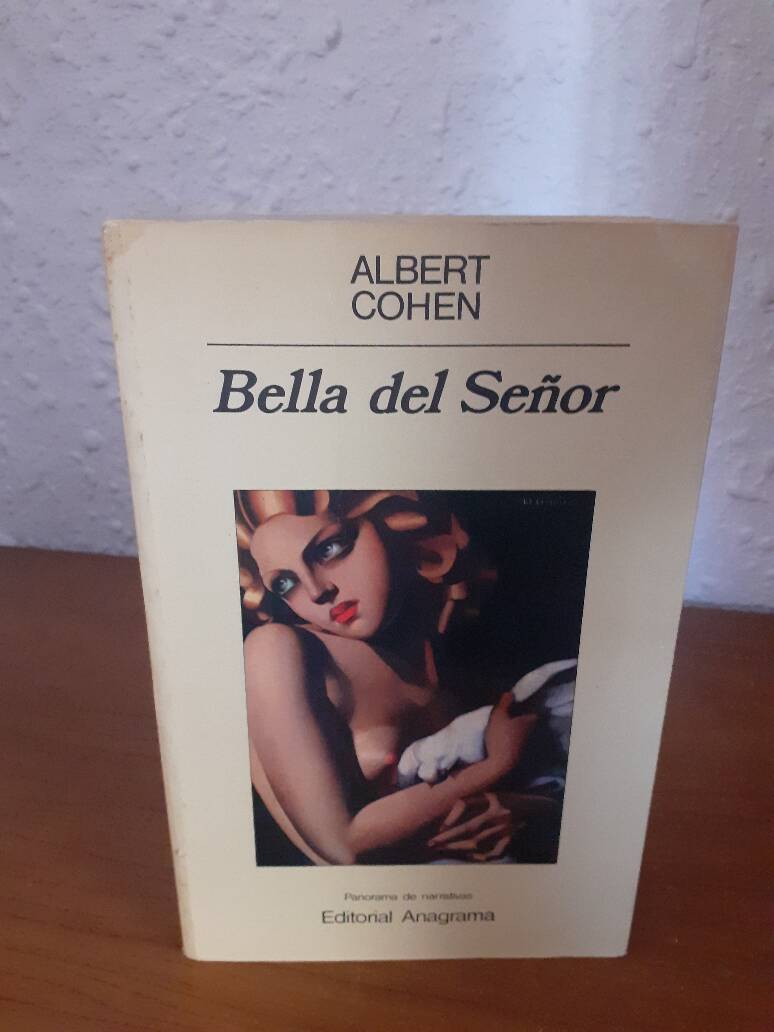 ALBERT
COHEN
Bella del Señor
Panorama de narrativas
Editorial Anagrama